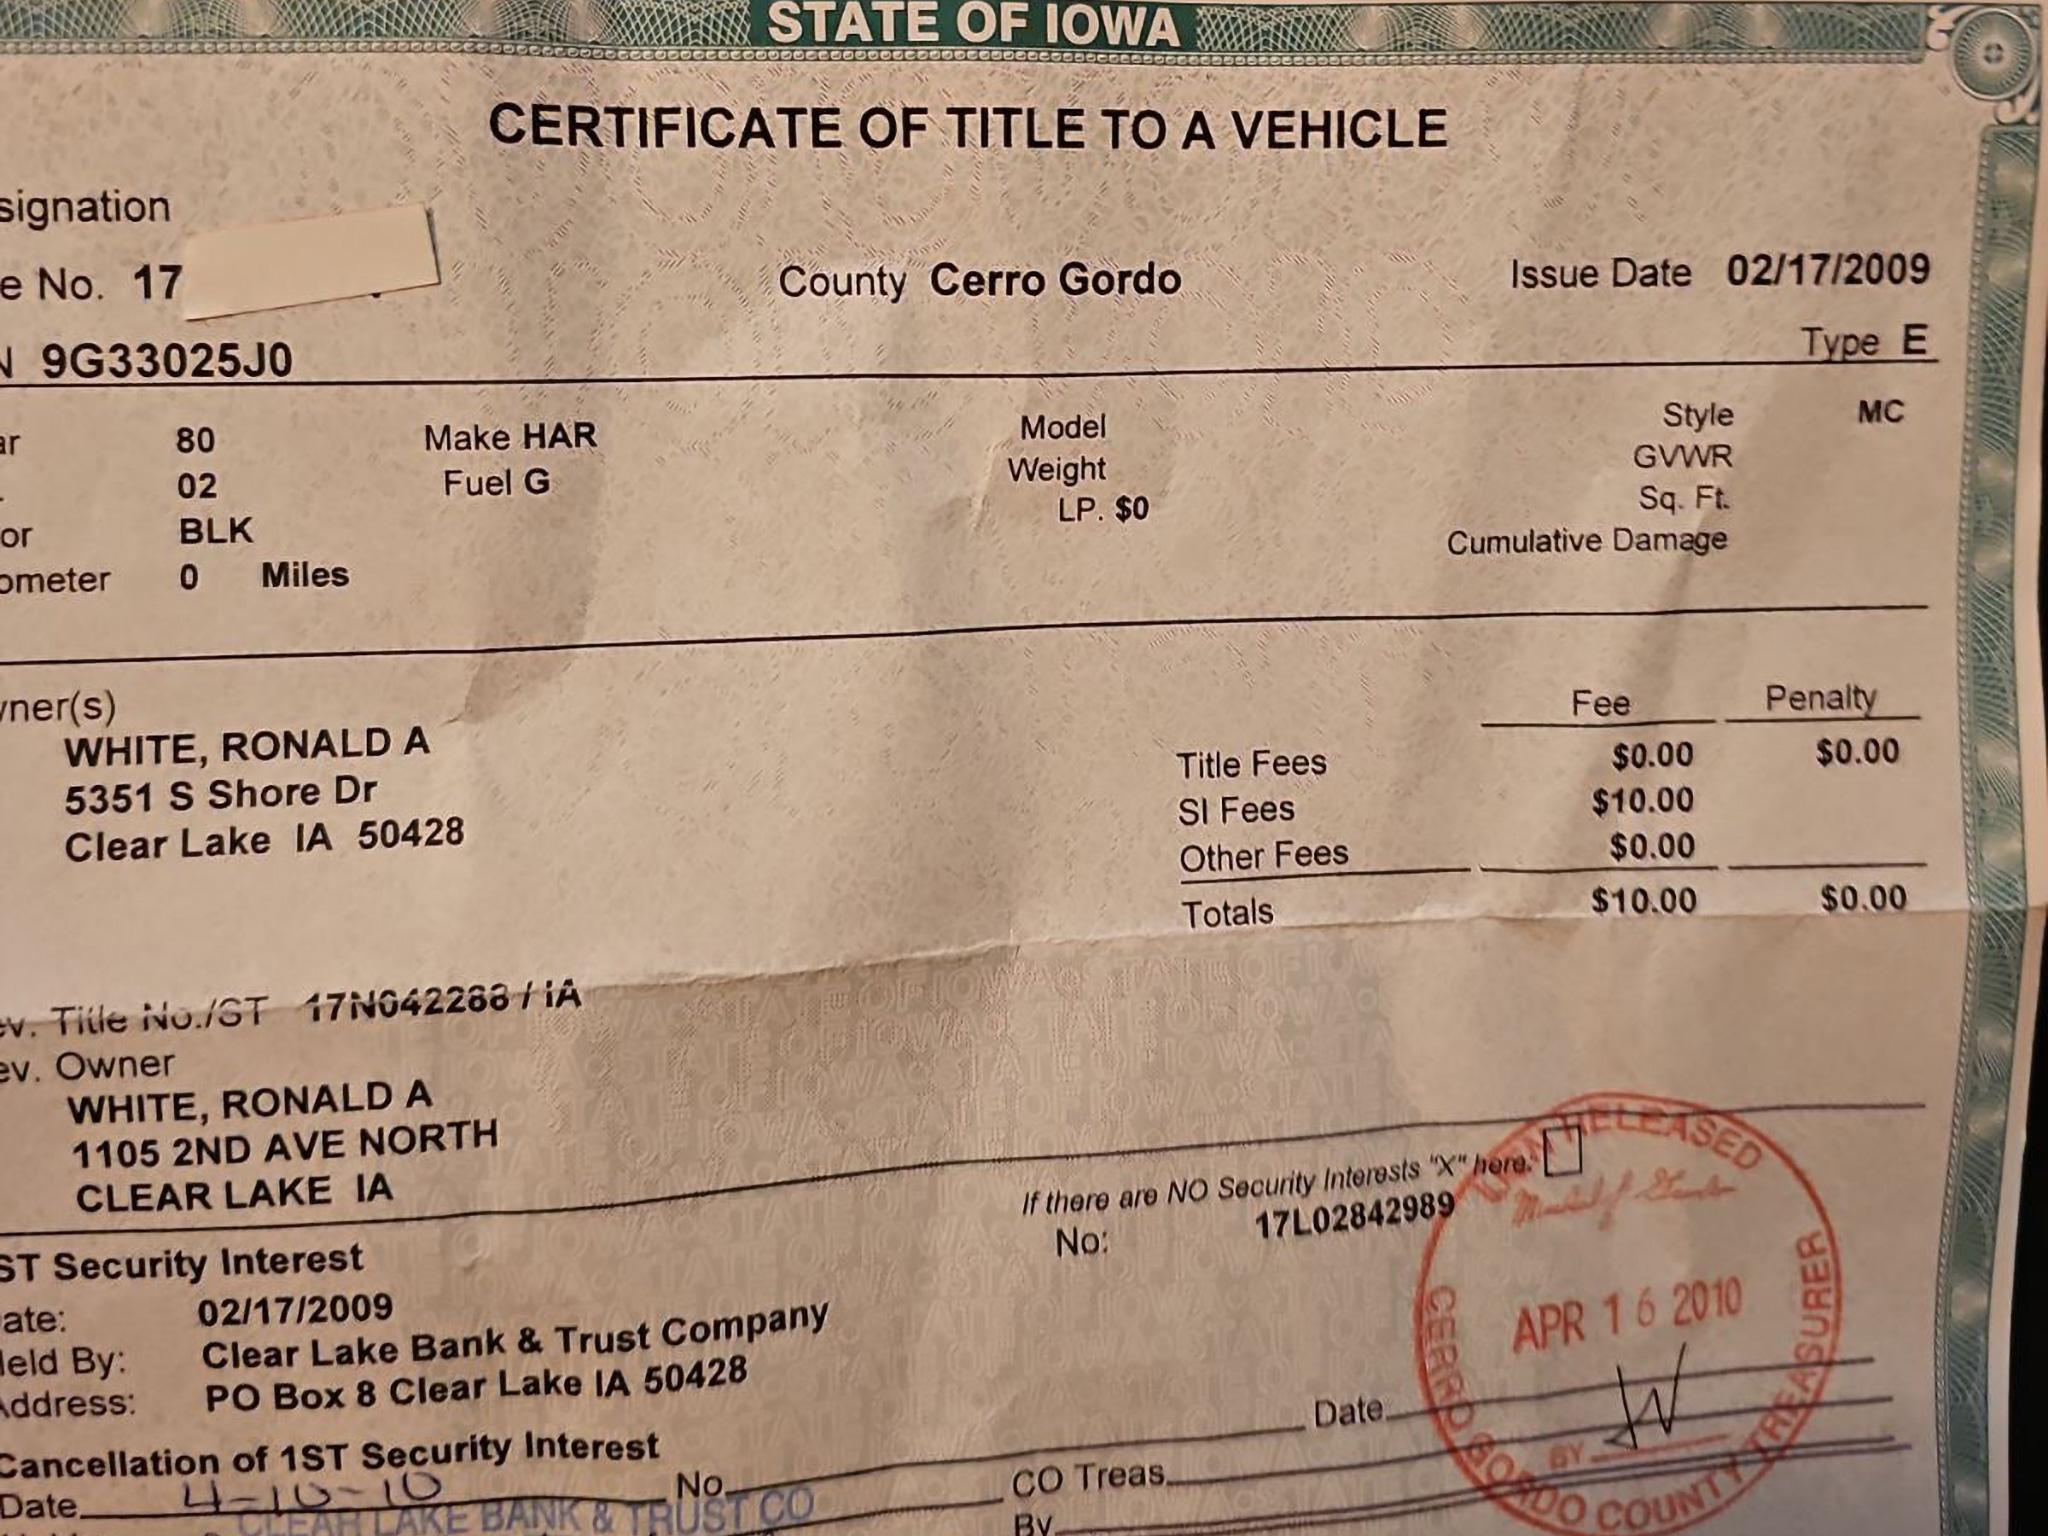 STATE OF IOWA
CERTIFICATE OF TITLE TO A VEHICLE
signation
e No. 17
County Cerro Gordo
Issue Date 02/17/2009
N 9G33025J0
Type E
ar 80 Make HAR Model Style MC
02 Fuel G Weight GVWR
LP. $0 Sq. Ft.
or BLK
Cumulative Damage
ometer 0 Miles
wner(s)
Fee Penalty
WHITE, RONALD A
Title Fees $0.00 $0.00
5351 S Shore Dr
SI Fees $10.00
Clear Lake IA 50428
Other Fees $0.00
Totals $10.00 $0.00
ev. Title No./ST 17N042288 / IA
ev. Owner
WHITE, RONALD A
1105 2ND AVE NORTH
CLEAR LAKE IA
If there are NO Security Interests "X" here.
No: 17L02842989
ST Security Interest
ate: 02/17/2009
Held By: Clear Lake Bank & Trust Company
Address: PO Box 8 Clear Lake IA 50428
LIEN RELEASED
APR 16 2010
BY
CERRO GORDO COUNTY TREASURER
Date
Cancellation of 1ST Security Interest
Date 4-10-10 No.
CO Treas.
CLEAR LAKE BANK & TRUST CO
By